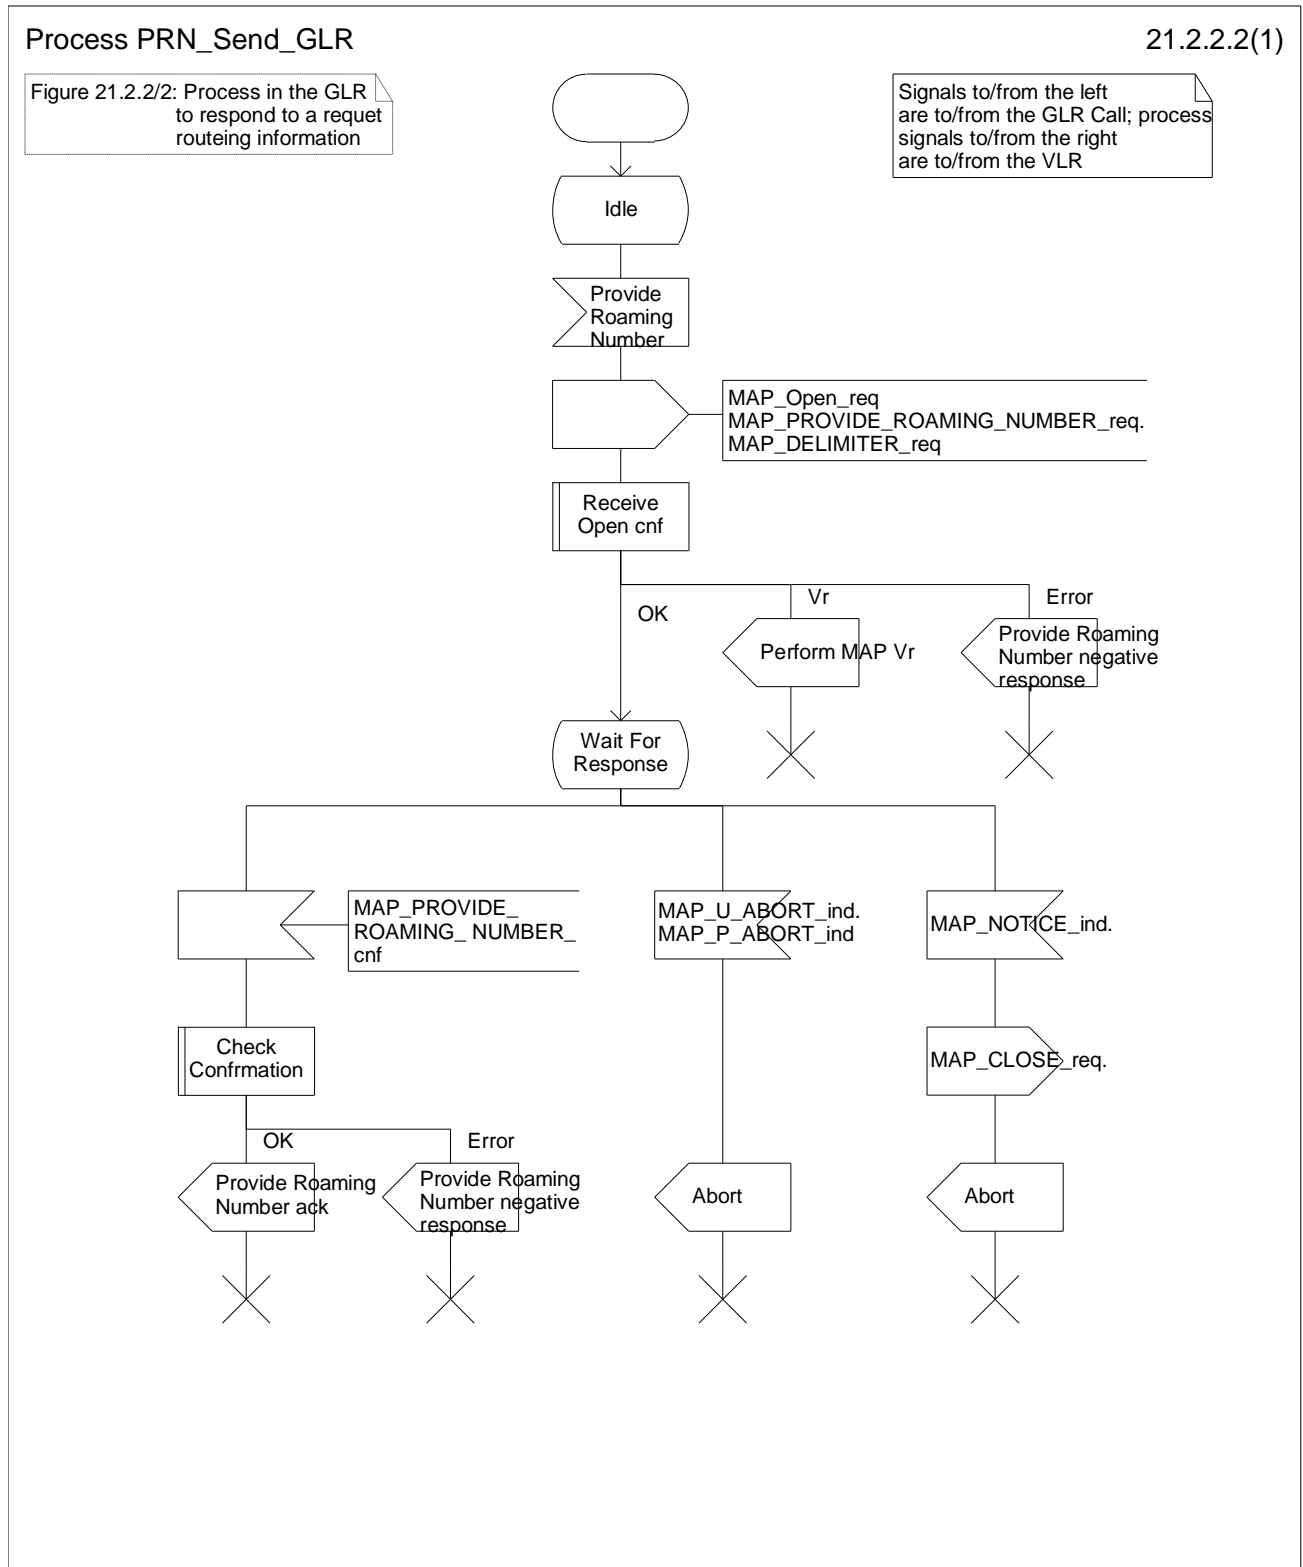 Process PRN_Send_GLR
21.2.2.2(1)
Figure 21.2.2/2: Process in the GLR
to respond to a requet
routeing information
Signals to/from the left
are to/from the GLR Call; process
signals to/from the right
are to/from the VLR
Idle
Provide
Roaming
Number
MAP_Open_req
MAP_PROVIDE_ROAMING_NUMBER_req.
MAP_DELIMITER_req
Receive
Open cnf
OK
Vr
Error
Perform MAP Vr
Provide Roaming
Number negative
response
Wait For
Response
MAP_PROVIDE_
ROAMING_ NUMBER_
cnf
MAP_U_ABORT_ind.
MAP_P_ABORT_ind
MAP_NOTICE_ind.
Check
Confrmation
MAP_CLOSE_req.
OK
Error
Provide Roaming
Number ack
Provide Roaming
Number negative
response
Abort
Abort